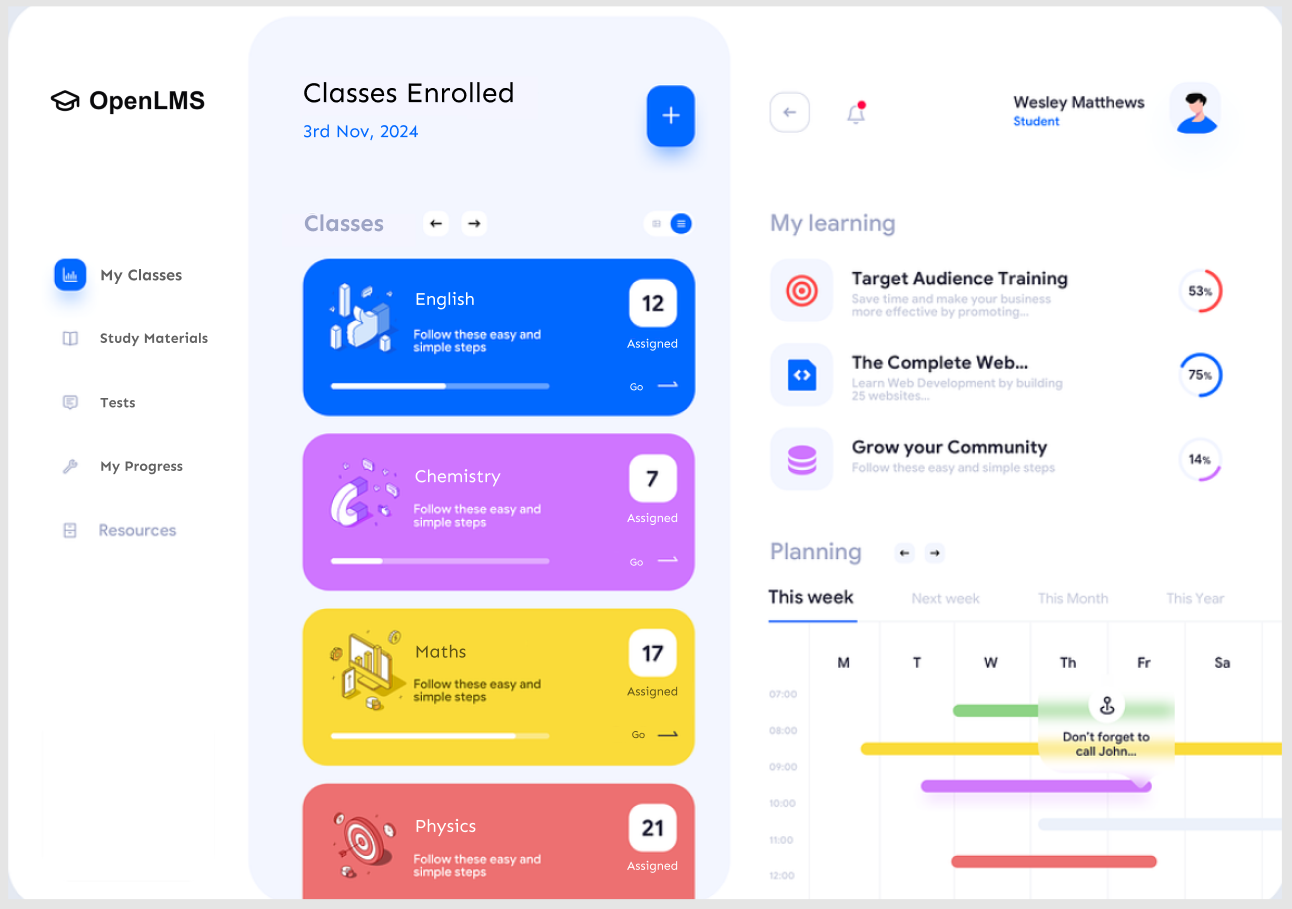 OpenLMS
My Classes
Study Materials
Tests
My Progress
Resources
Classes Enrolled
3rd Nov, 2024
Classes
English
Follow these easy and
simple steps
12
Assigned
Go
Chemistry
Follow these easy and
simple steps
7
Assigned
Go
Maths
Follow these easy and
simple steps
17
Assigned
Go
Physics
Follow these easy and
simple steps
21
Assigned
Wesley Matthews
Student
My learning
Target Audience Training
Save time and make your business
more effective by promoting...
53%
The Complete Web...
Learn Web Development by building
25 websites...
75%
Grow your Community
Follow these easy and simple steps
14%
Planning
This week
Next week
This Month
This Year
M T W Th Fr Sa
07:00
08:00
Don't forget to
call John...
09:00
10:00
11:00
12:00